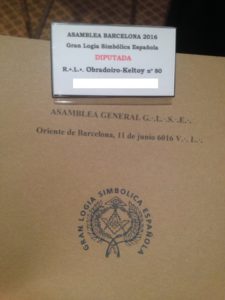 ASAMBLEA BARCELONA 2016
Gran Logia Simbólica Española
DIPUTADA
R∴L∴ Obradoiro-Keltoy nº 80
ASAMBLEA GENERAL G∴L∴S∴E∴
Oriente de Barcelona, 11 de junio 6016 V∴L∴
GRAN LOGIA SIMBOLICA ESPAÑOLA